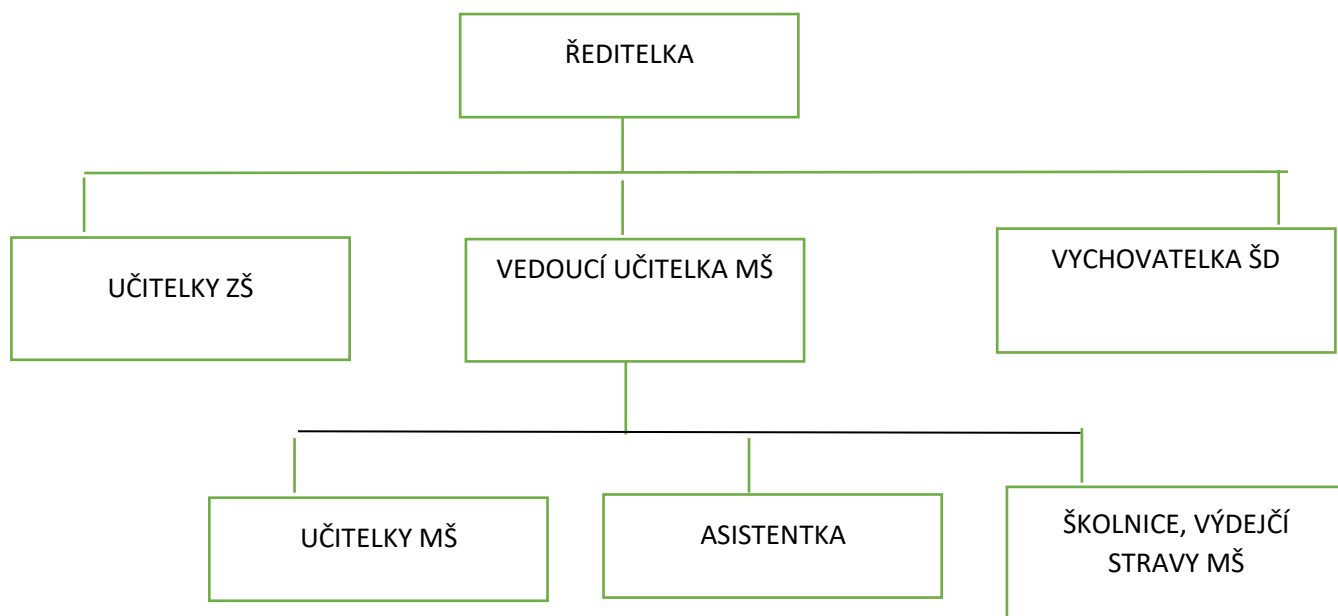 ŘEDITELKA
UČITELKY ZŠ
VEDOUCÍ UČITELKA MŠ
VYCHOVATELKA ŠD
UČITELKY MŠ
ASISTENTKA
ŠKOLNICE, VÝDEJČÍ
STRAVY MŠ